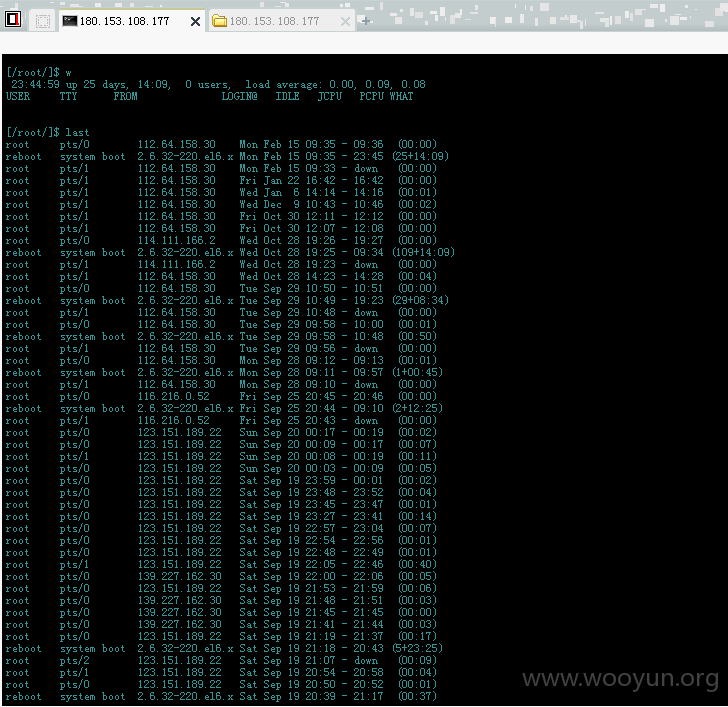 180.153.108.177 180.153.108.177
[/root/]$ w
23:44:59 up 25 days, 14:09, 0 users, load average: 0.00, 0.09, 0.08
USER TTY FROM LOGIN@ IDLE JCPU PCPU WHAT
[/root/]$ last
root pts/0 112.64.158.30 Mon Feb 15 09:35 - 09:36 (00:00)
reboot system boot 2.6.32-220.el6.x Mon Feb 15 09:35 - 23:45 (25+14:09)
root pts/1 112.64.158.30 Mon Feb 15 09:33 - down (00:00)
root pts/1 112.64.158.30 Fri Jan 22 16:42 - 16:42 (00:00)
root pts/1 112.64.158.30 Wed Jan 6 14:14 - 14:16 (00:01)
root pts/1 112.64.158.30 Wed Dec 9 10:43 - 10:46 (00:02)
root pts/1 112.64.158.30 Fri Oct 30 12:11 - 12:12 (00:00)
root pts/1 112.64.158.30 Fri Oct 30 12:07 - 12:08 (00:00)
root pts/0 114.111.166.2 Wed Oct 28 19:26 - 19:27 (00:00)
reboot system boot 2.6.32-220.el6.x Wed Oct 28 19:25 - 09:34 (109+14:09)
root pts/1 114.111.166.2 Wed Oct 28 19:23 - down (00:00)
root pts/1 112.64.158.30 Wed Oct 28 14:23 - 14:28 (00:04)
root pts/0 112.64.158.30 Tue Sep 29 10:50 - 10:51 (00:00)
reboot system boot 2.6.32-220.el6.x Tue Sep 29 10:49 - 19:23 (29+08:34)
root pts/1 112.64.158.30 Tue Sep 29 10:48 - down (00:00)
root pts/0 112.64.158.30 Tue Sep 29 09:58 - 10:00 (00:01)
reboot system boot 2.6.32-220.el6.x Tue Sep 29 09:58 - 10:48 (00:50)
root pts/1 112.64.158.30 Tue Sep 29 09:56 - down (00:00)
root pts/0 112.64.158.30 Mon Sep 28 09:12 - 09:13 (00:01)
reboot system boot 2.6.32-220.el6.x Mon Sep 28 09:11 - 09:57 (1+00:45)
root pts/1 112.64.158.30 Mon Sep 28 09:10 - down (00:00)
root pts/0 116.216.0.52 Fri Sep 25 20:45 - 20:46 (00:00)
reboot system boot 2.6.32-220.el6.x Fri Sep 25 20:44 - 09:10 (2+12:25)
root pts/1 116.216.0.52 Fri Sep 25 20:43 - down (00:00)
root pts/0 123.151.189.22 Sun Sep 20 00:17 - 00:19 (00:02)
root pts/0 123.151.189.22 Sun Sep 20 00:09 - 00:17 (00:07)
root pts/1 123.151.189.22 Sun Sep 20 00:08 - 00:19 (00:11)
root pts/0 123.151.189.22 Sun Sep 20 00:03 - 00:09 (00:05)
root pts/0 123.151.189.22 Sat Sep 19 23:59 - 00:01 (00:02)
root pts/0 123.151.189.22 Sat Sep 19 23:48 - 23:52 (00:04)
root pts/0 123.151.189.22 Sat Sep 19 23:45 - 23:47 (00:01)
root pts/0 123.151.189.22 Sat Sep 19 23:27 - 23:41 (00:14)
root pts/0 123.151.189.22 Sat Sep 19 22:57 - 23:04 (00:07)
root pts/0 123.151.189.22 Sat Sep 19 22:54 - 22:56 (00:01)
root pts/0 123.151.189.22 Sat Sep 19 22:48 - 22:49 (00:01)
root pts/1 123.151.189.22 Sat Sep 19 22:05 - 22:46 (00:40)
root pts/0 139.227.162.30 Sat Sep 19 22:00 - 22:06 (00:05)
root pts/0 123.151.189.22 Sat Sep 19 21:53 - 21:59 (00:06)
root pts/0 139.227.162.30 Sat Sep 19 21:48 - 21:51 (00:03)
root pts/0 139.227.162.30 Sat Sep 19 21:45 - 21:45 (00:00)
root pts/0 139.227.162.30 Sat Sep 19 21:41 - 21:44 (00:03)
root pts/0 123.151.189.22 Sat Sep 19 21:19 - 21:37 (00:17)
reboot system boot 2.6.32-220.el6.x Sat Sep 19 21:18 - 20:43 (5+23:25)
root pts/2 123.151.189.22 Sat Sep 19 21:07 - down (00:09)
root pts/1 123.151.189.22 Sat Sep 19 20:54 - 20:58 (00:04)
root pts/0 123.151.189.22 Sat Sep 19 20:50 - 20:52 (00:01)
reboot system boot 2.6.32-220.el6.x Sat Sep 19 20:39 - 21:17 (00:37)
www.wooyun.org